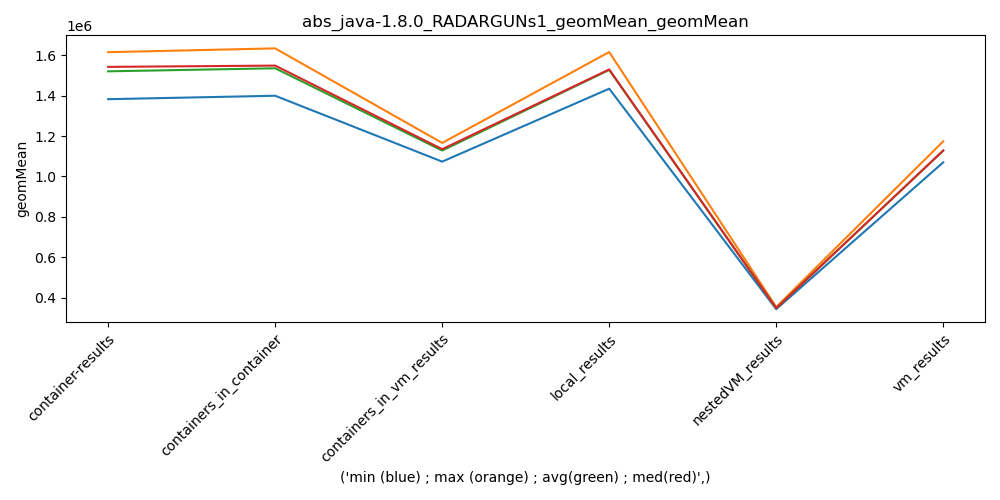 abs_java-1.8.0_RADARGUNs1_geomMean_geomMean
1e6
1.6
1.4
1.2
1.0
0.8
0.6
0.4
geomMean
container-results
containers_in_container
containers_in_vm_results
local_results
nestedVM_results
vm_results
('min (blue) ; max (orange) ; avg(green) ; med(red)',)